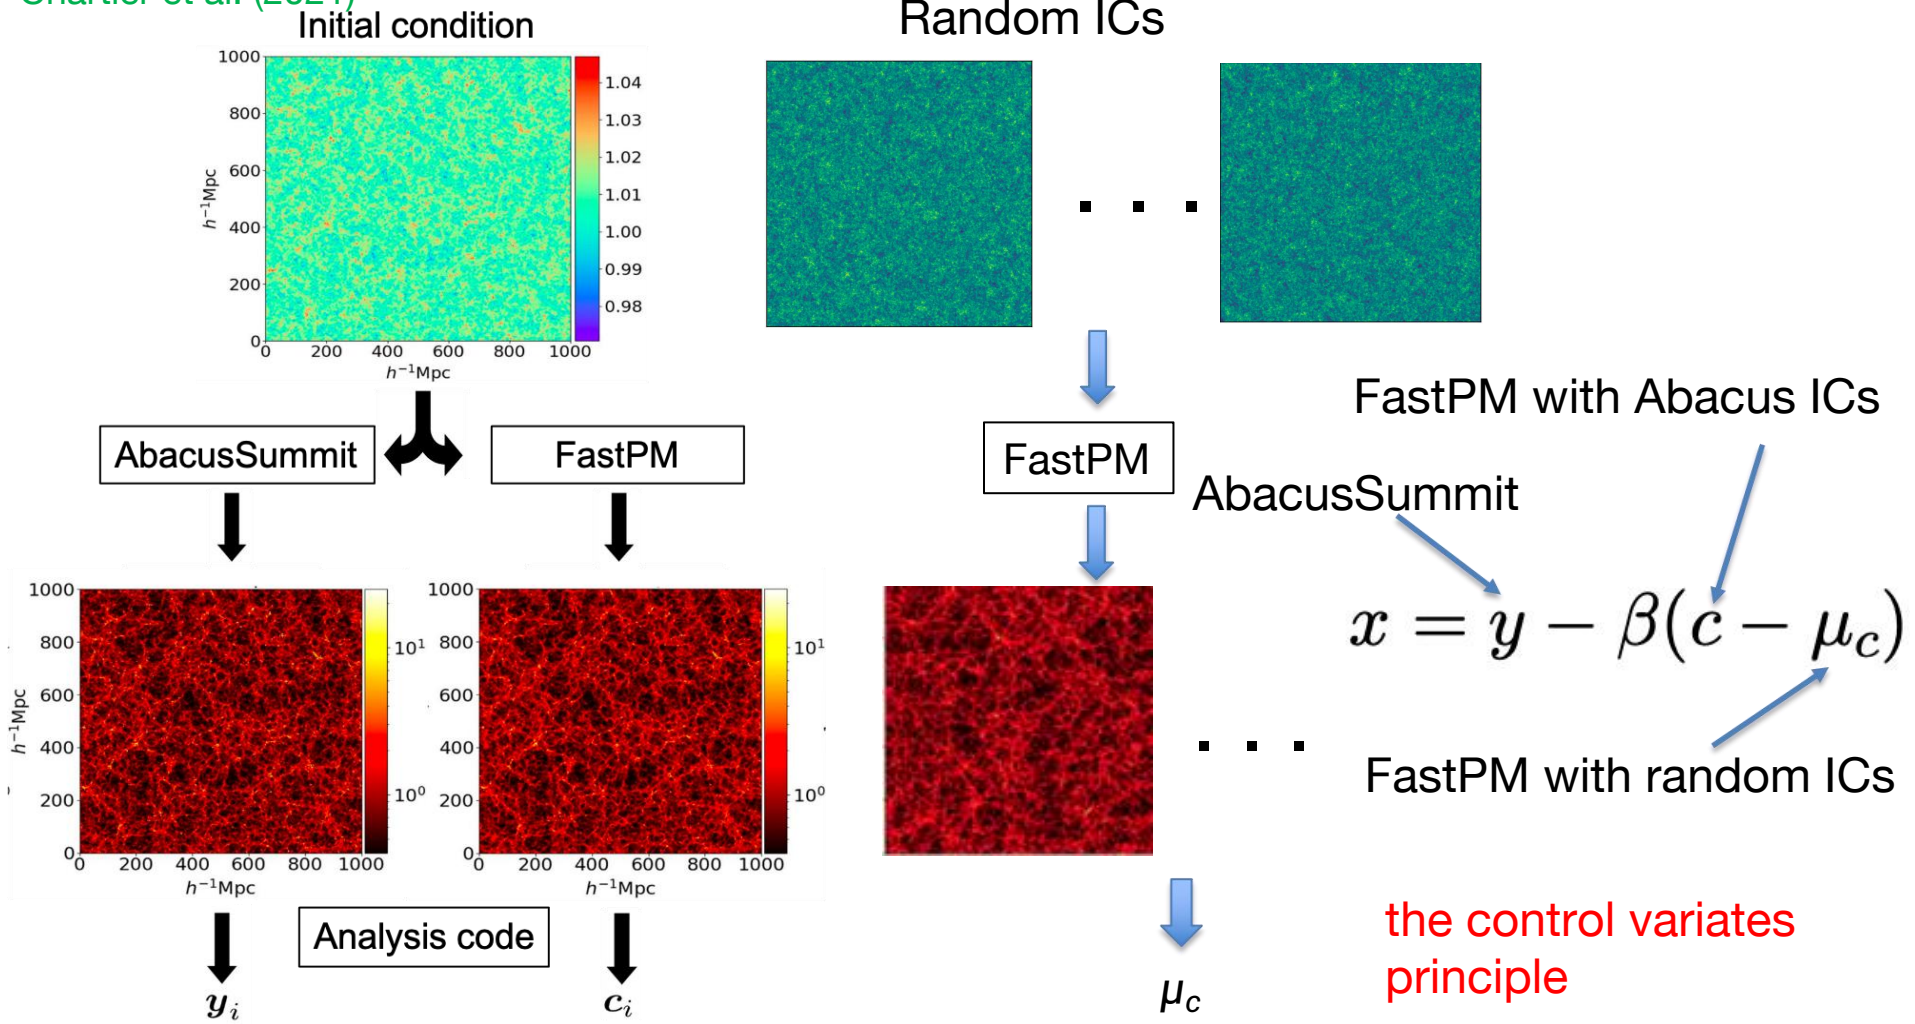 Chartier et al. (2021)
Initial condition
Random ICs
1000
800
600
400
200
0
h⁻¹Mpc
0 200 400 600 800 1000
h⁻¹Mpc
1.04
1.03
1.02
1.01
1.00
0.99
0.98
AbacusSummit
FastPM
FastPM
FastPM with Abacus ICs
AbacusSummit
x = y − β(c − μc)
FastPM with random ICs
1000
800
600
400
200
0
h⁻¹Mpc
0 200 400 600 800 1000
h⁻¹Mpc
10¹
10⁰
1000
800
600
400
200
0
0 200 400 600 800 1000
h⁻¹Mpc
10¹
10⁰
Analysis code
yᵢ
cᵢ
μc
the control variates
principle